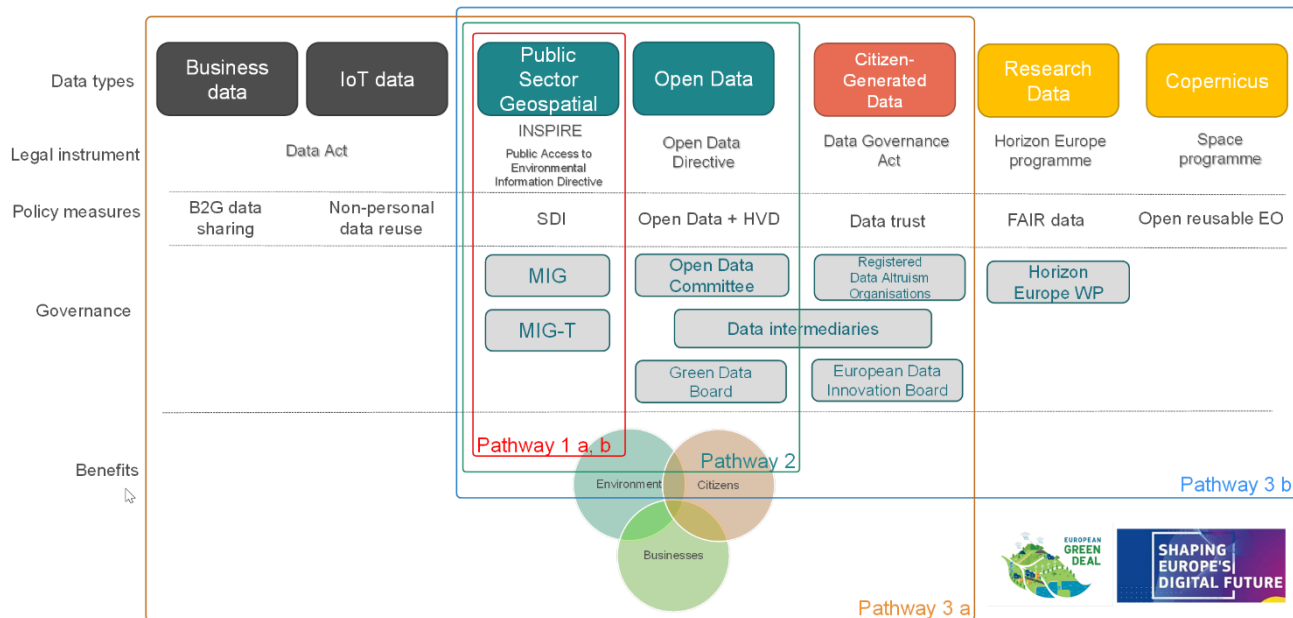 Data types
Business
data
IoT data
Public
Sector
Geospatial
Open Data
Citizen-
Generated
Data
Research
Data
Copernicus
Legal instrument
Data Act
INSPIRE
Public Access to
Environmental
Information Directive
Open Data
Directive
Data Governance
Act
Horizon Europe
programme
Space
programme
Policy measures
B2G data
sharing
Non-personal
data reuse
SDI
Open Data + HVD
Data trust
FAIR data
Open reusable EO
Governance
MIG
Open Data
Committee
Registered
Data Altruism
Organisations
Horizon
Europe WP
MIG-T
Data intermediaries
Green Data
Board
European Data
Innovation Board
Benefits
Pathway 1 a, b
Pathway 2
Pathway 3 b
Environment
Citizens
Businesses
EUROPEAN
GREEN
DEAL
SHAPING
EUROPE'S
DIGITAL FUTURE
Pathway 3 a